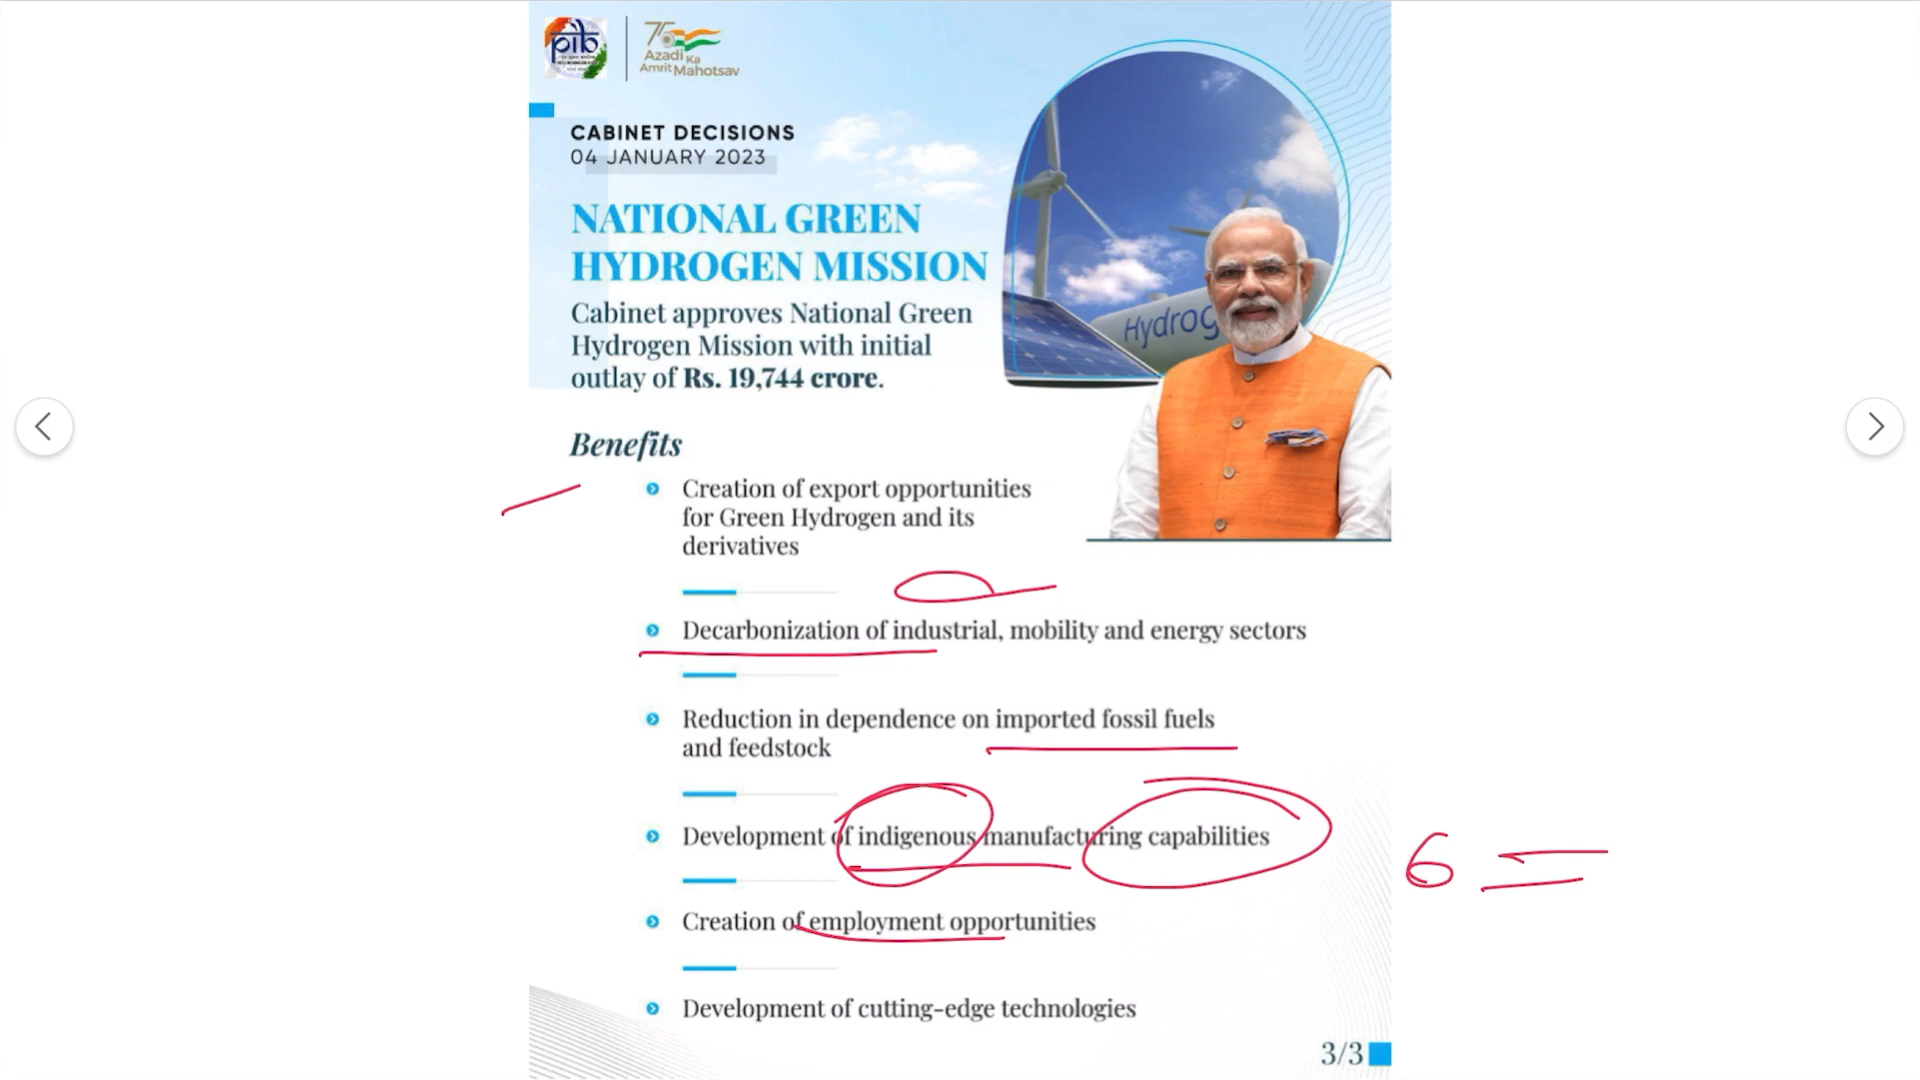 pib
75
Azadi Ka
Amrit Mahotsav
CABINET DECISIONS
04 JANUARY 2023
NATIONAL GREEN
HYDROGEN MISSION
Cabinet approves National Green
Hydrogen Mission with initial
outlay of Rs. 19,744 crore.
Hydrog
Benefits
Creation of export opportunities
for Green Hydrogen and its
derivatives
Decarbonization of industrial, mobility and energy sectors
Reduction in dependence on imported fossil fuels
and feedstock
Development of indigenous manufacturing capabilities
6
Creation of employment opportunities
Development of cutting-edge technologies
3/3